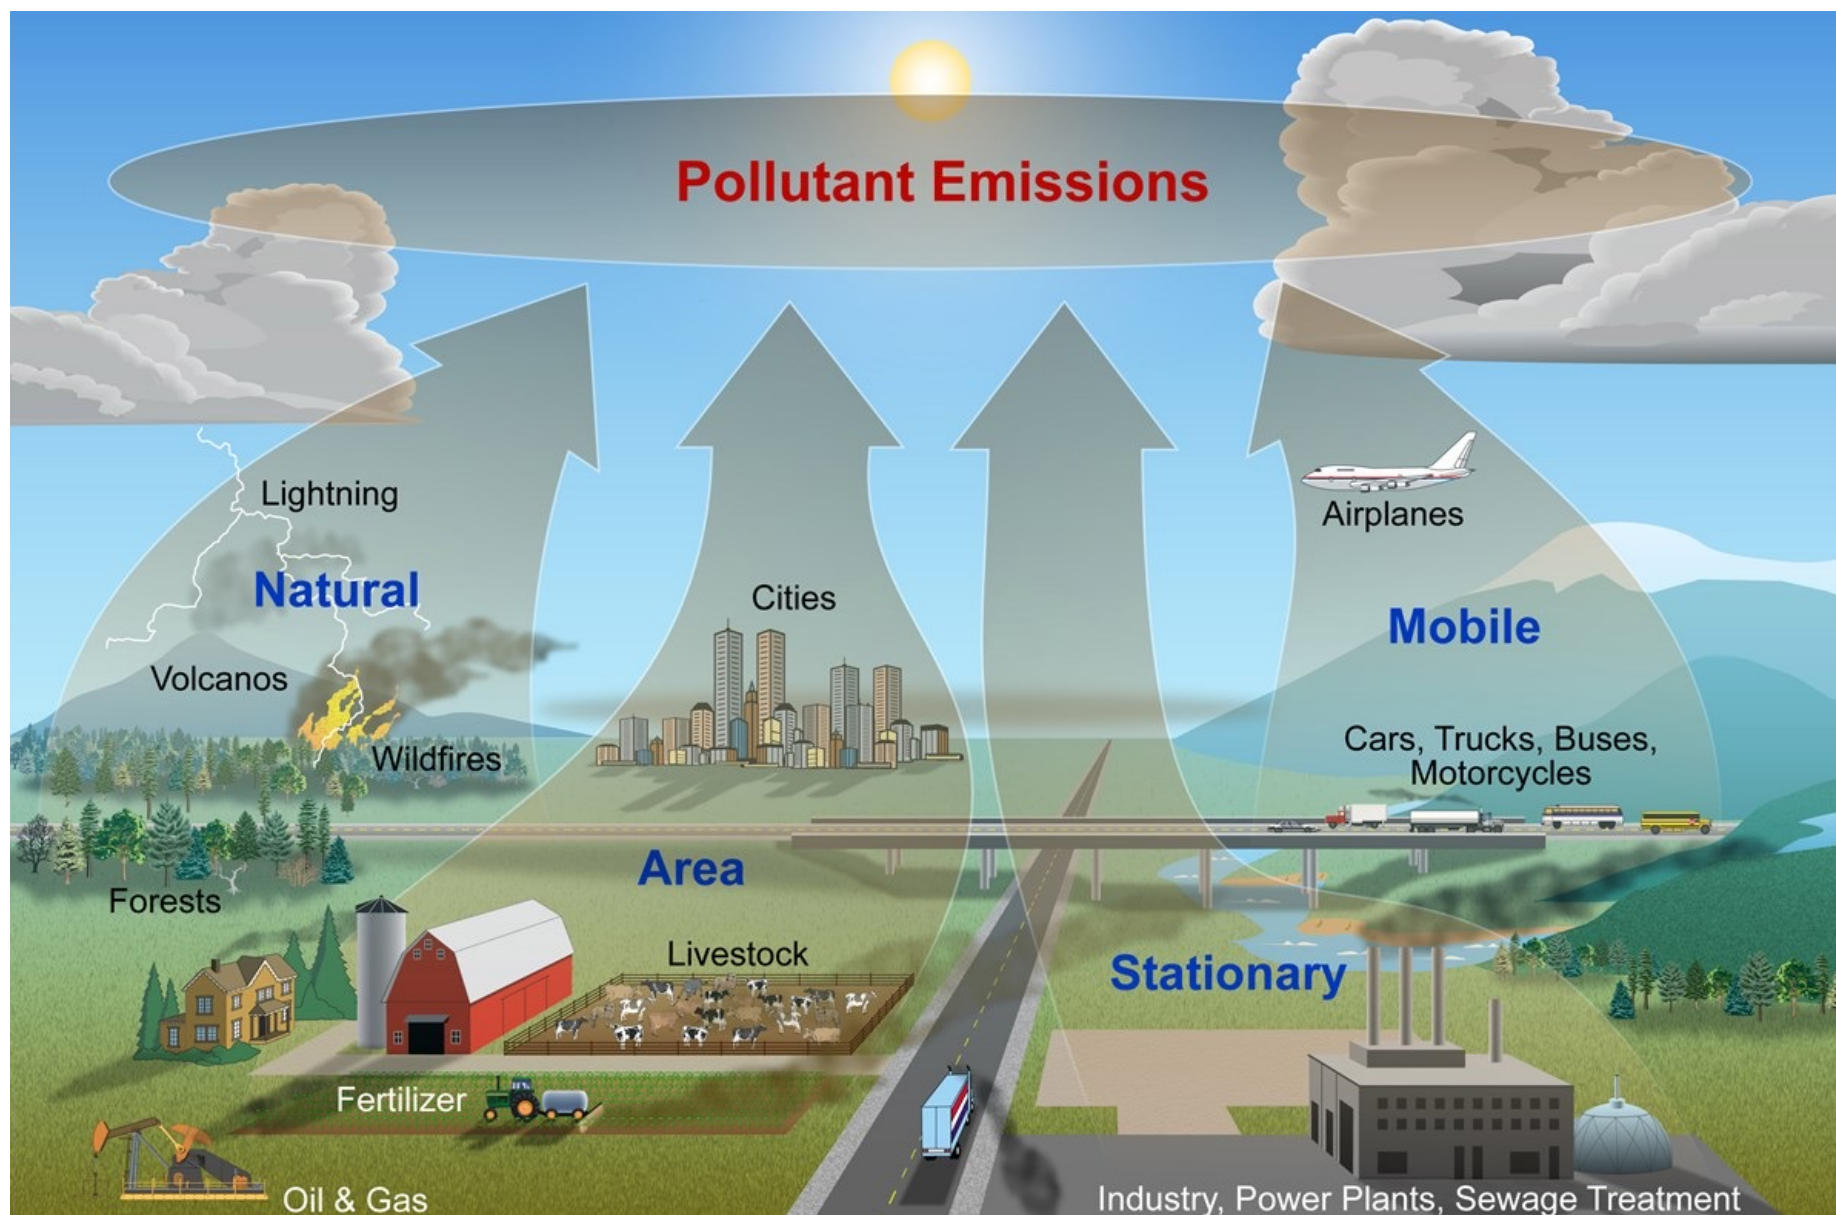 Pollutant Emissions
Lightning
Airplanes
Natural
Cities
Mobile
Volcanos
Cars, Trucks, Buses,
Motorcycles
Wildfires
Area
Forests
Livestock
Stationary
Fertilizer
Oil & Gas
Industry, Power Plants, Sewage Treatment